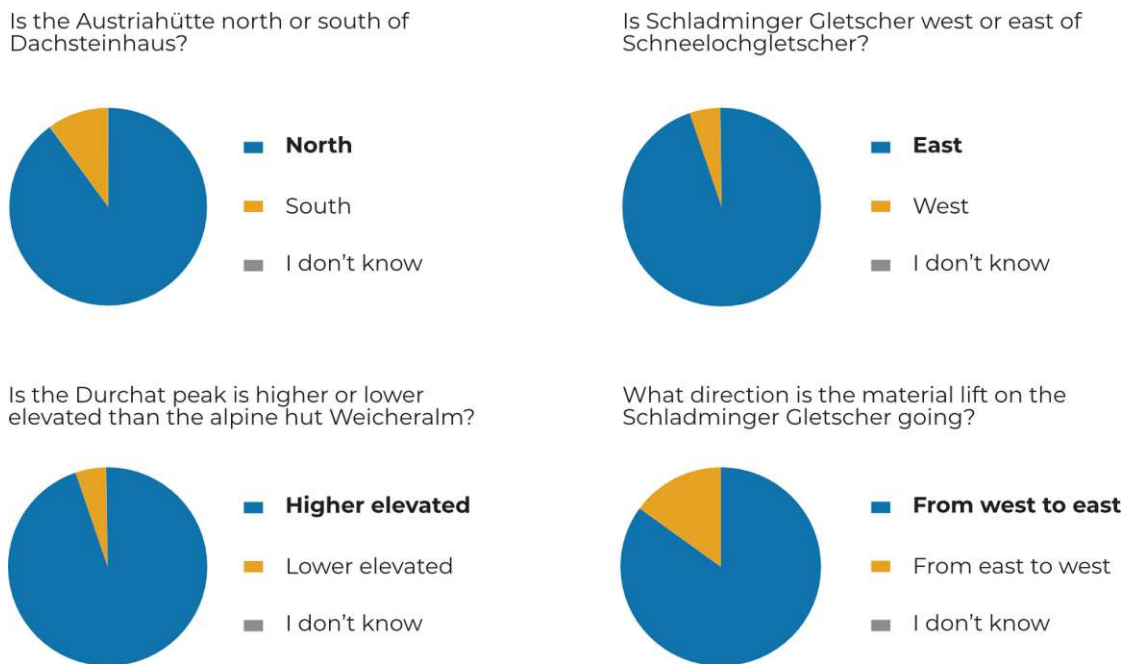 Is the Austriahütte north or south of
Dachsteinhaus?
North
South
I don't know
Is Schladminger Gletscher west or east of
Schneelochgletscher?
East
West
I don't know
Is the Durchat peak is higher or lower
elevated than the alpine hut Weicheralm?
Higher elevated
Lower elevated
I don't know
What direction is the material lift on the
Schladminger Gletscher going?
From west to east
From east to west
I don't know